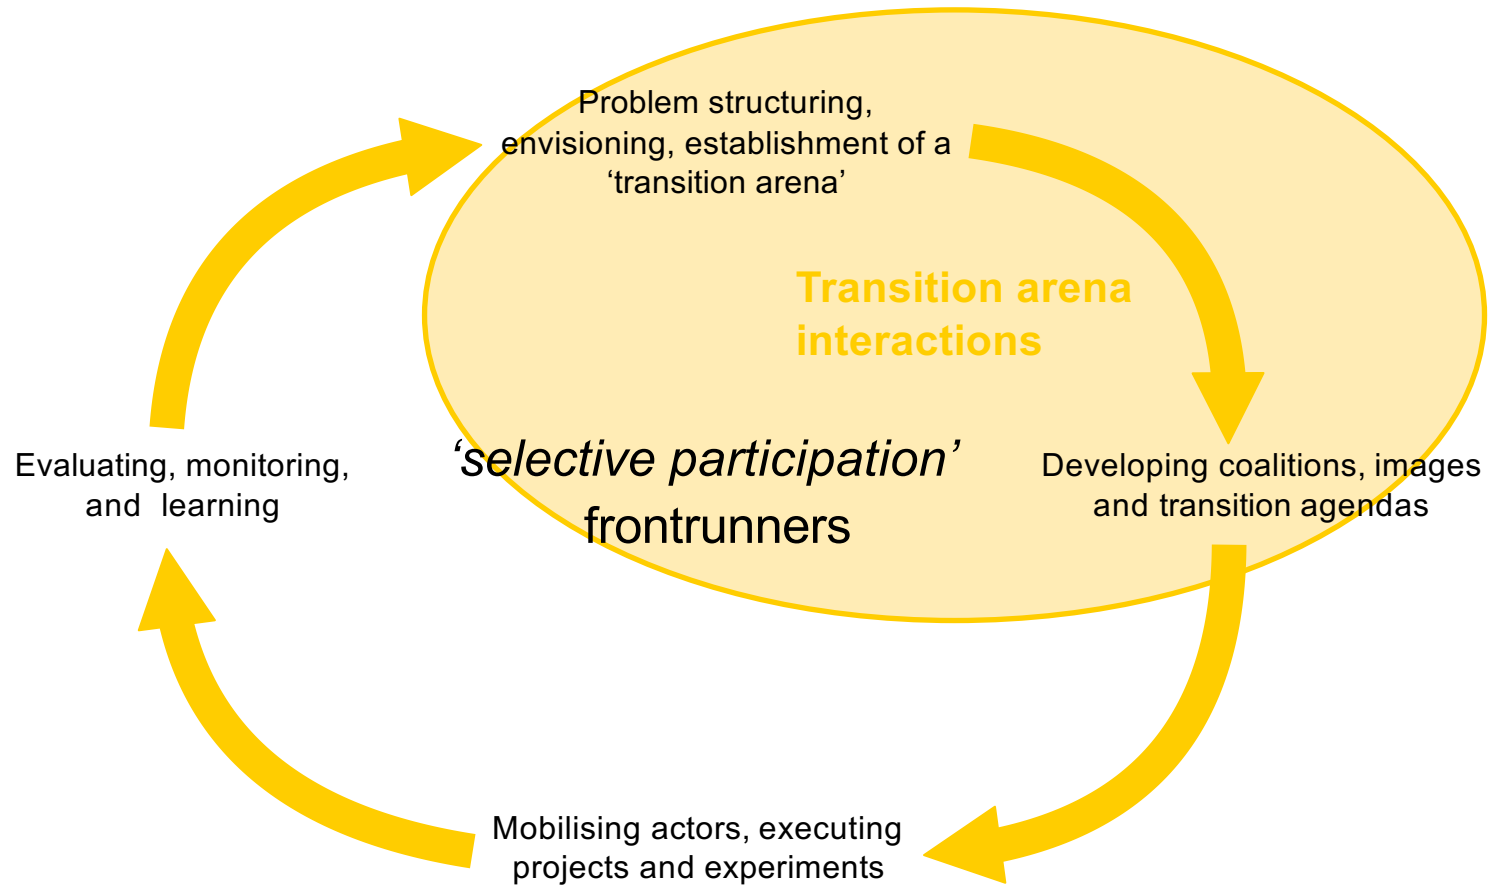 Problem structuring,
envisioning, establishment of a
‘transition arena’
Transition arena
interactions
‘selective participation’
frontrunners
Evaluating, monitoring,
and  learning
Developing coalitions, images
and transition agendas
Mobilising actors, executing
projects and experiments